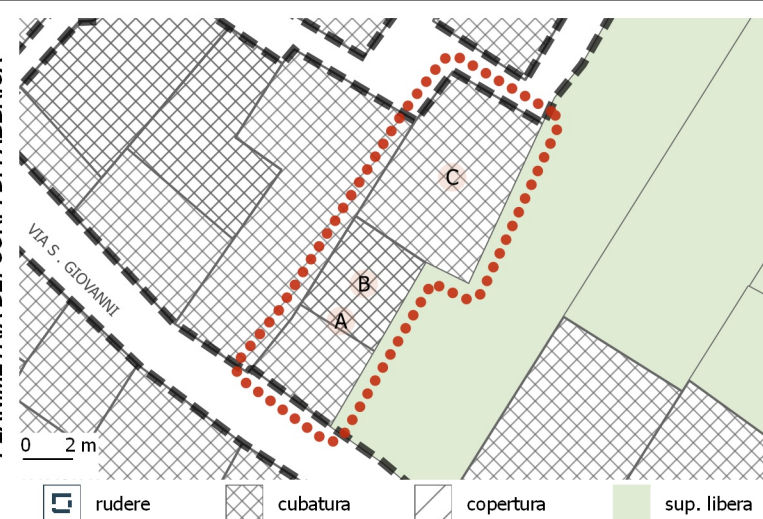 C
B
A
VIA S. GIOVANNI
0 2 m
rudere cubatura copertura sup. libera